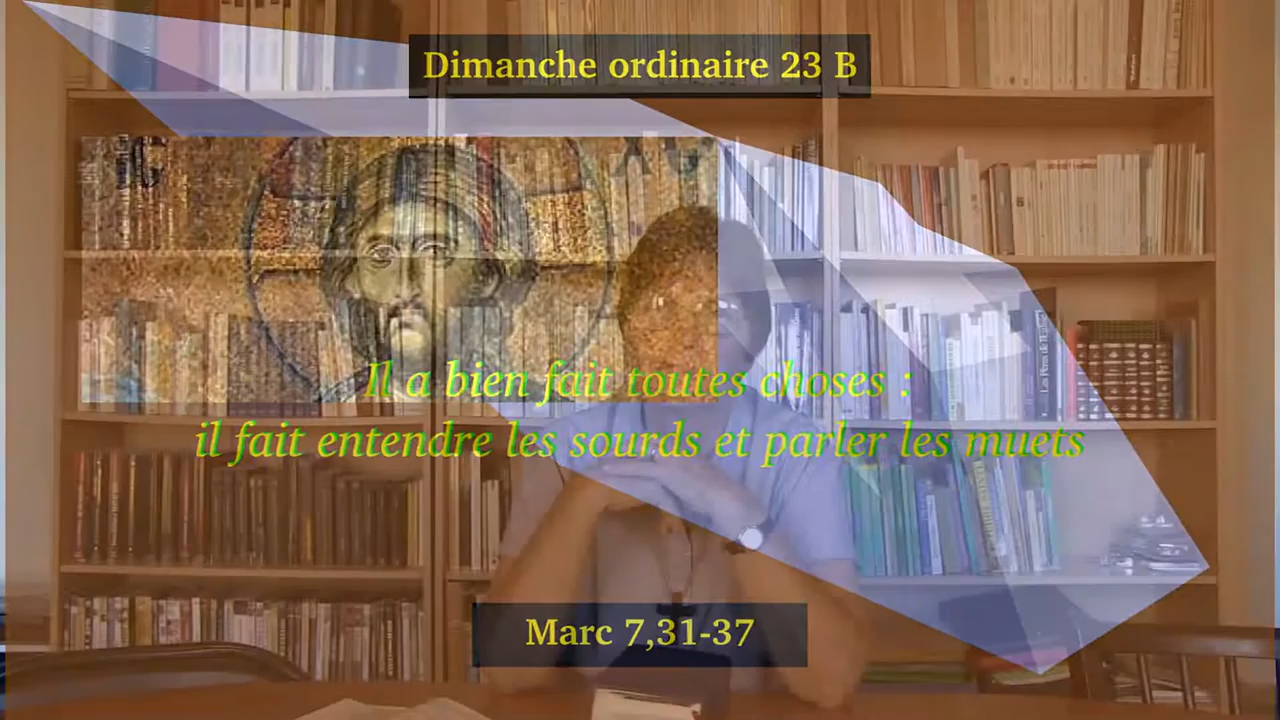 Dimanche ordinaire 23 B
Il a bien fait toutes choses :
il fait entendre les sourds et parler les muets
Marc 7,31-37